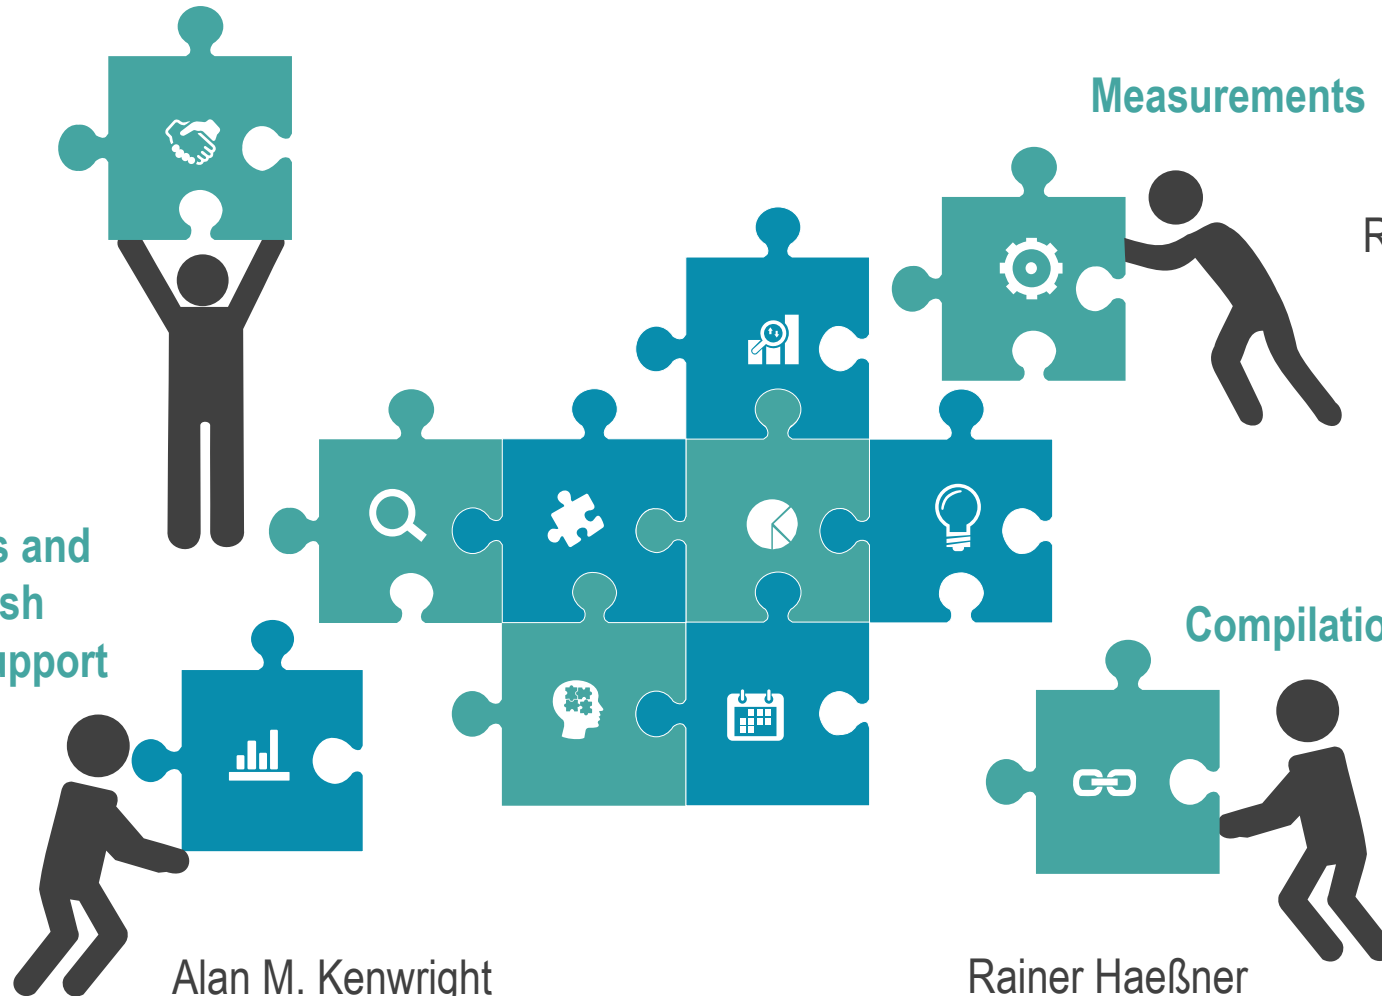 Measurements
R
s and
sh
upport
Compilatio
Alan M. Kenwright
Rainer Haeßner